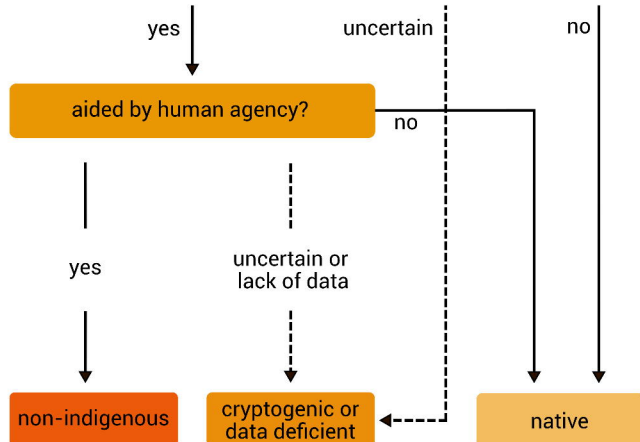 yes
uncertain
no
aided by human agency?
no
yes
uncertain or
lack of data
non-indigenous
cryptogenic or
data deficient
native